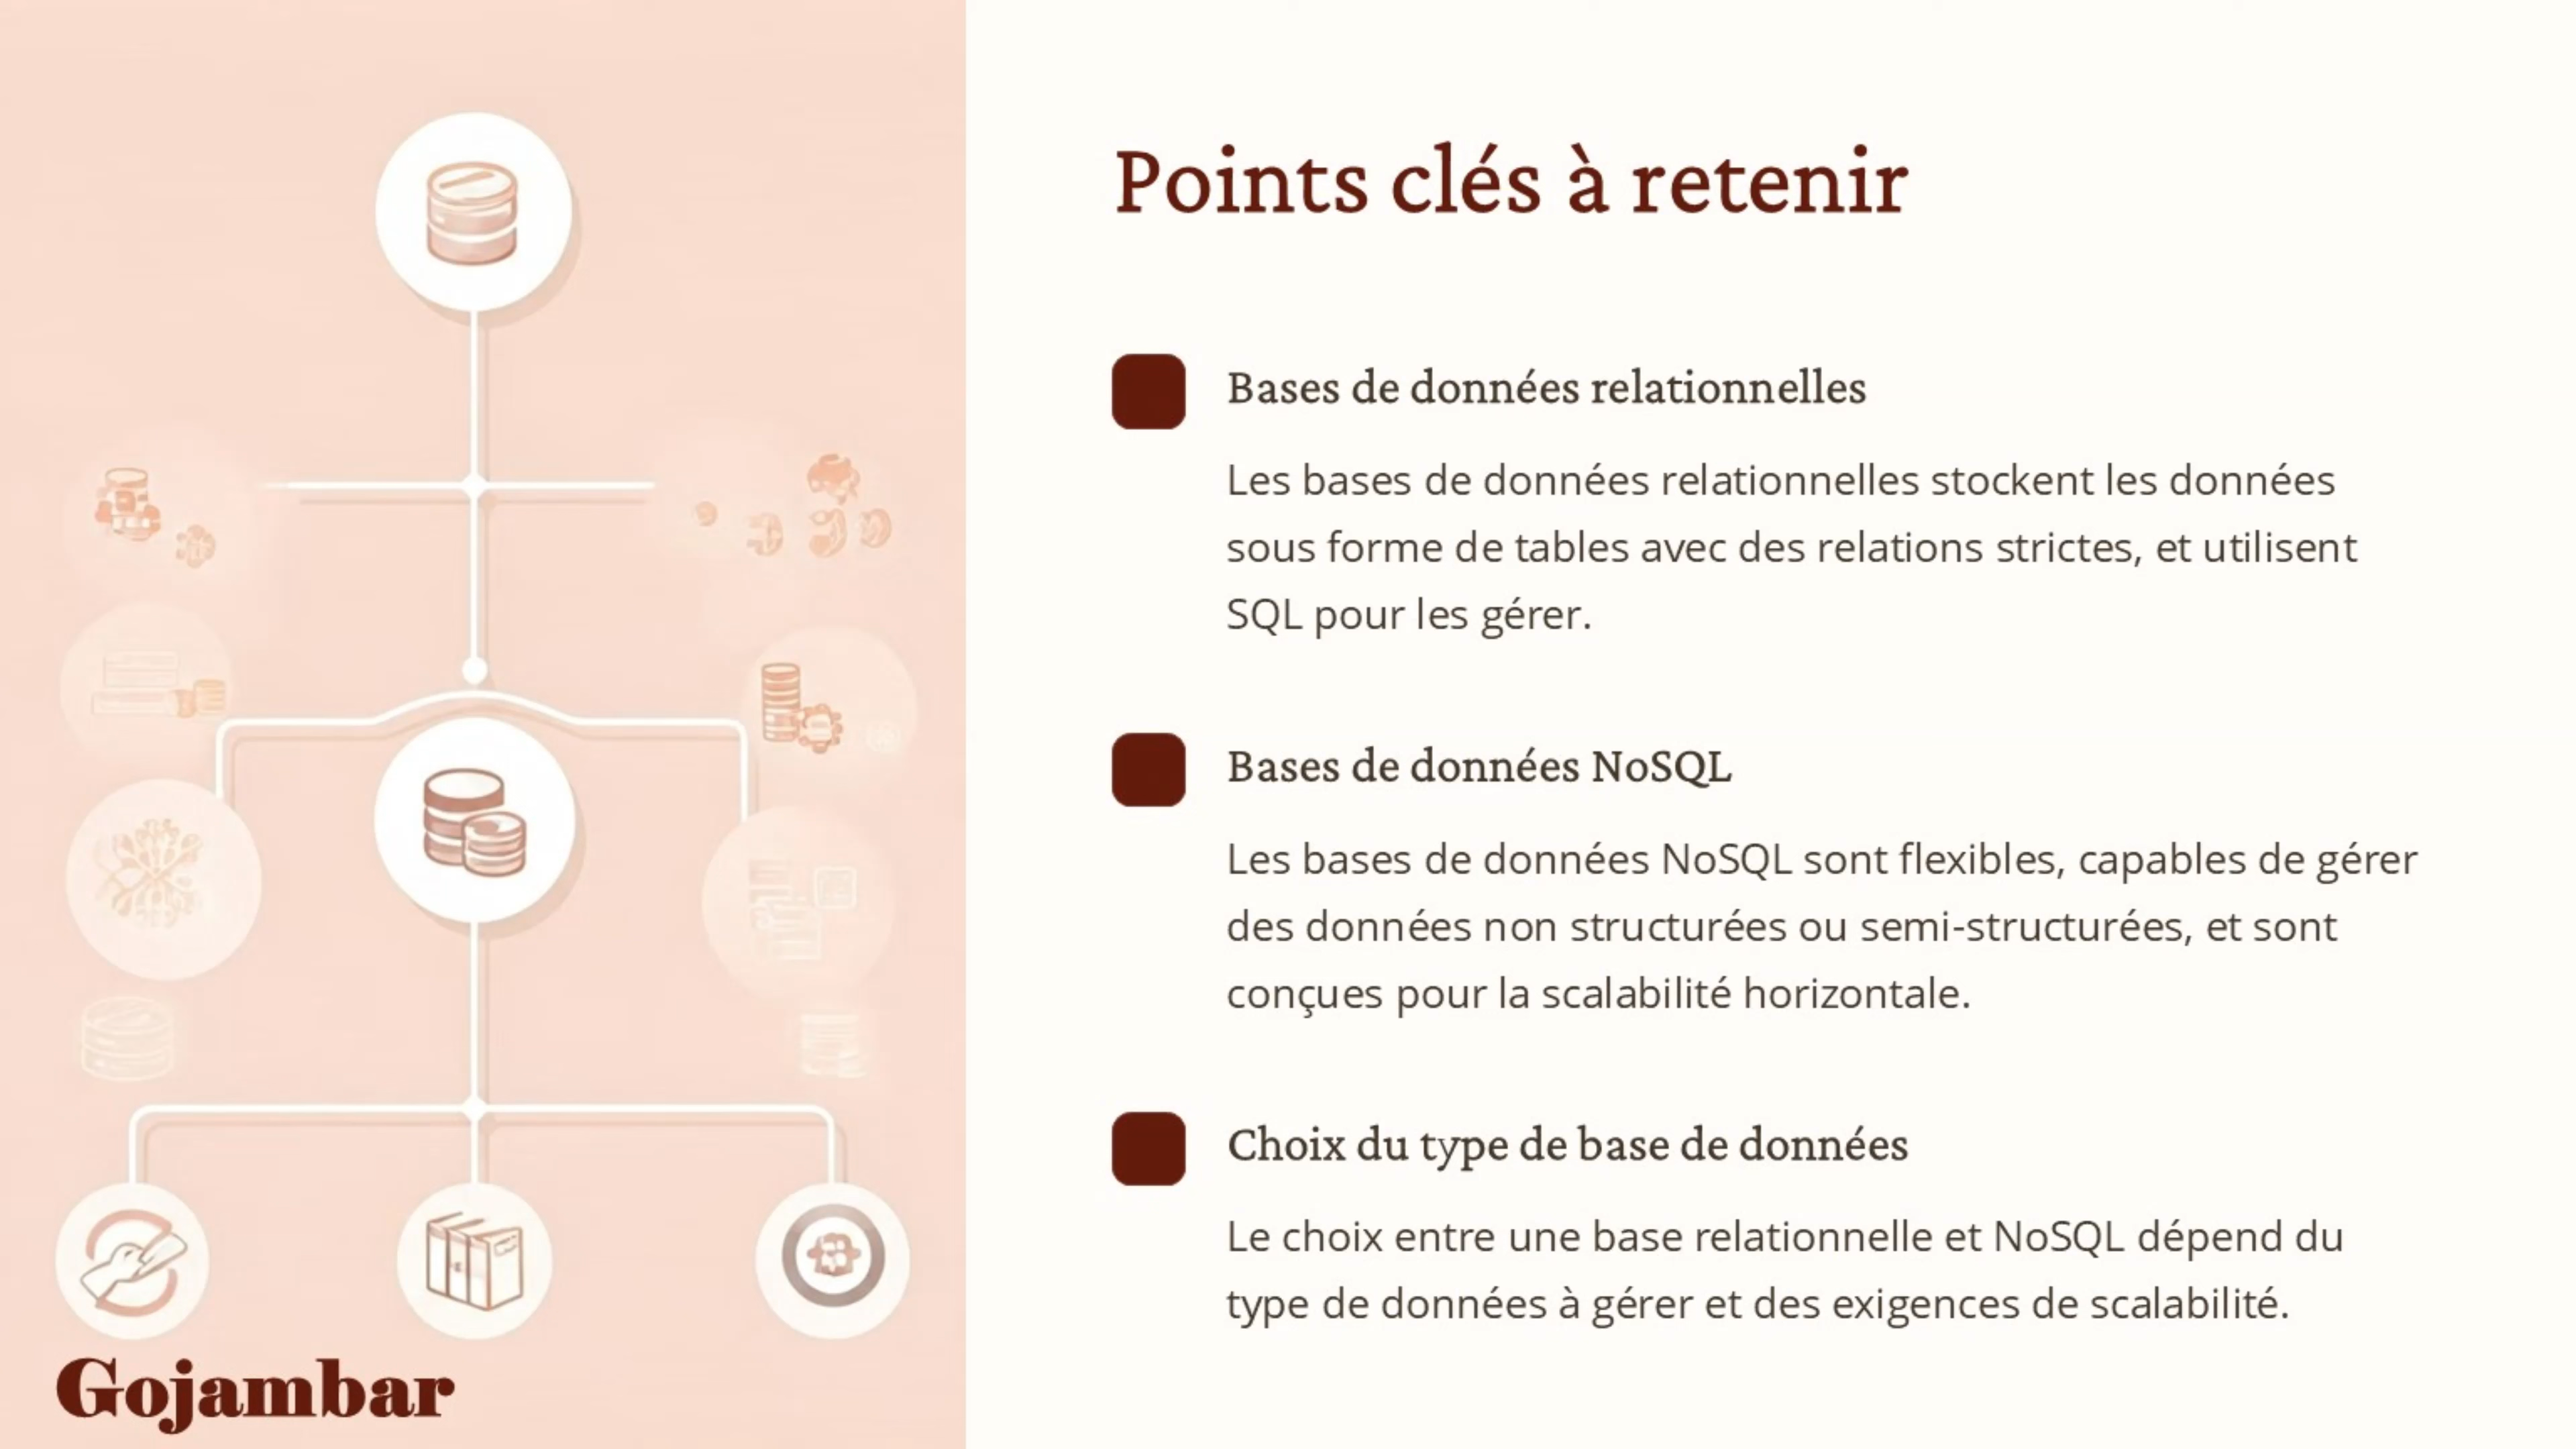 Points clés à retenir
Bases de données relationnelles
Les bases de données relationnelles stockent les données
sous forme de tables avec des relations strictes, et utilisent
SQL pour les gérer.
Bases de données NoSQL
Les bases de données NoSQL sont flexibles, capables de gérer
des données non structurées ou semi-structurées, et sont
conçues pour la scalabilité horizontale.
Choix du type de base de données
Le choix entre une base relationnelle et NoSQL dépend du
type de données à gérer et des exigences de scalabilité.
Gojambar